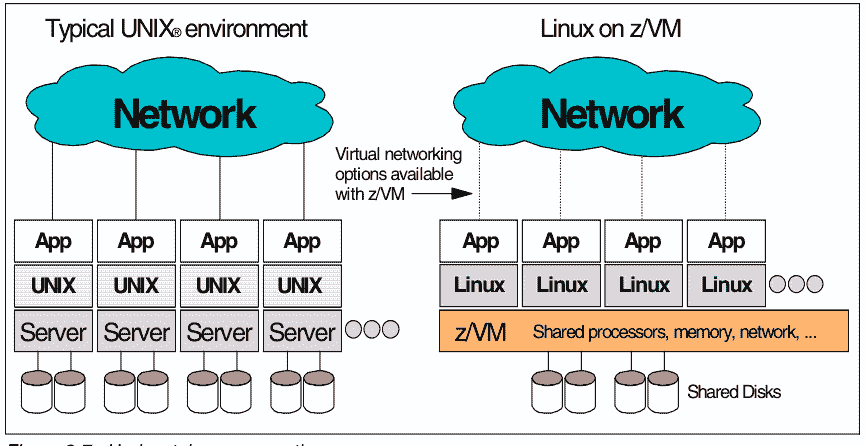 Typical UNIX® environment
Linux on z/VM
Network
Network
Virtual networking
options available
with z/VM
App App App App
UNIX UNIX UNIX UNIX
Server Server Server Server
App App App App
Linux Linux Linux Linux
z/VM Shared processors, memory, network, ...
Shared Disks